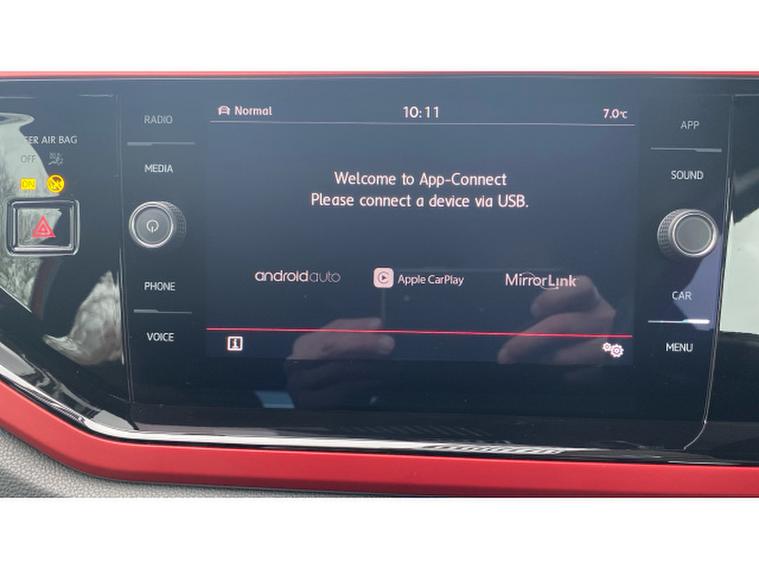 Normal
10:11
7.0°C
RADIO
APP
AIR BAG
OFF
MEDIA
SOUND
ON
Welcome to App-Connect
Please connect a device via USB.
androidauto
Apple CarPlay
MirrorLink
PHONE
CAR
VOICE
MENU